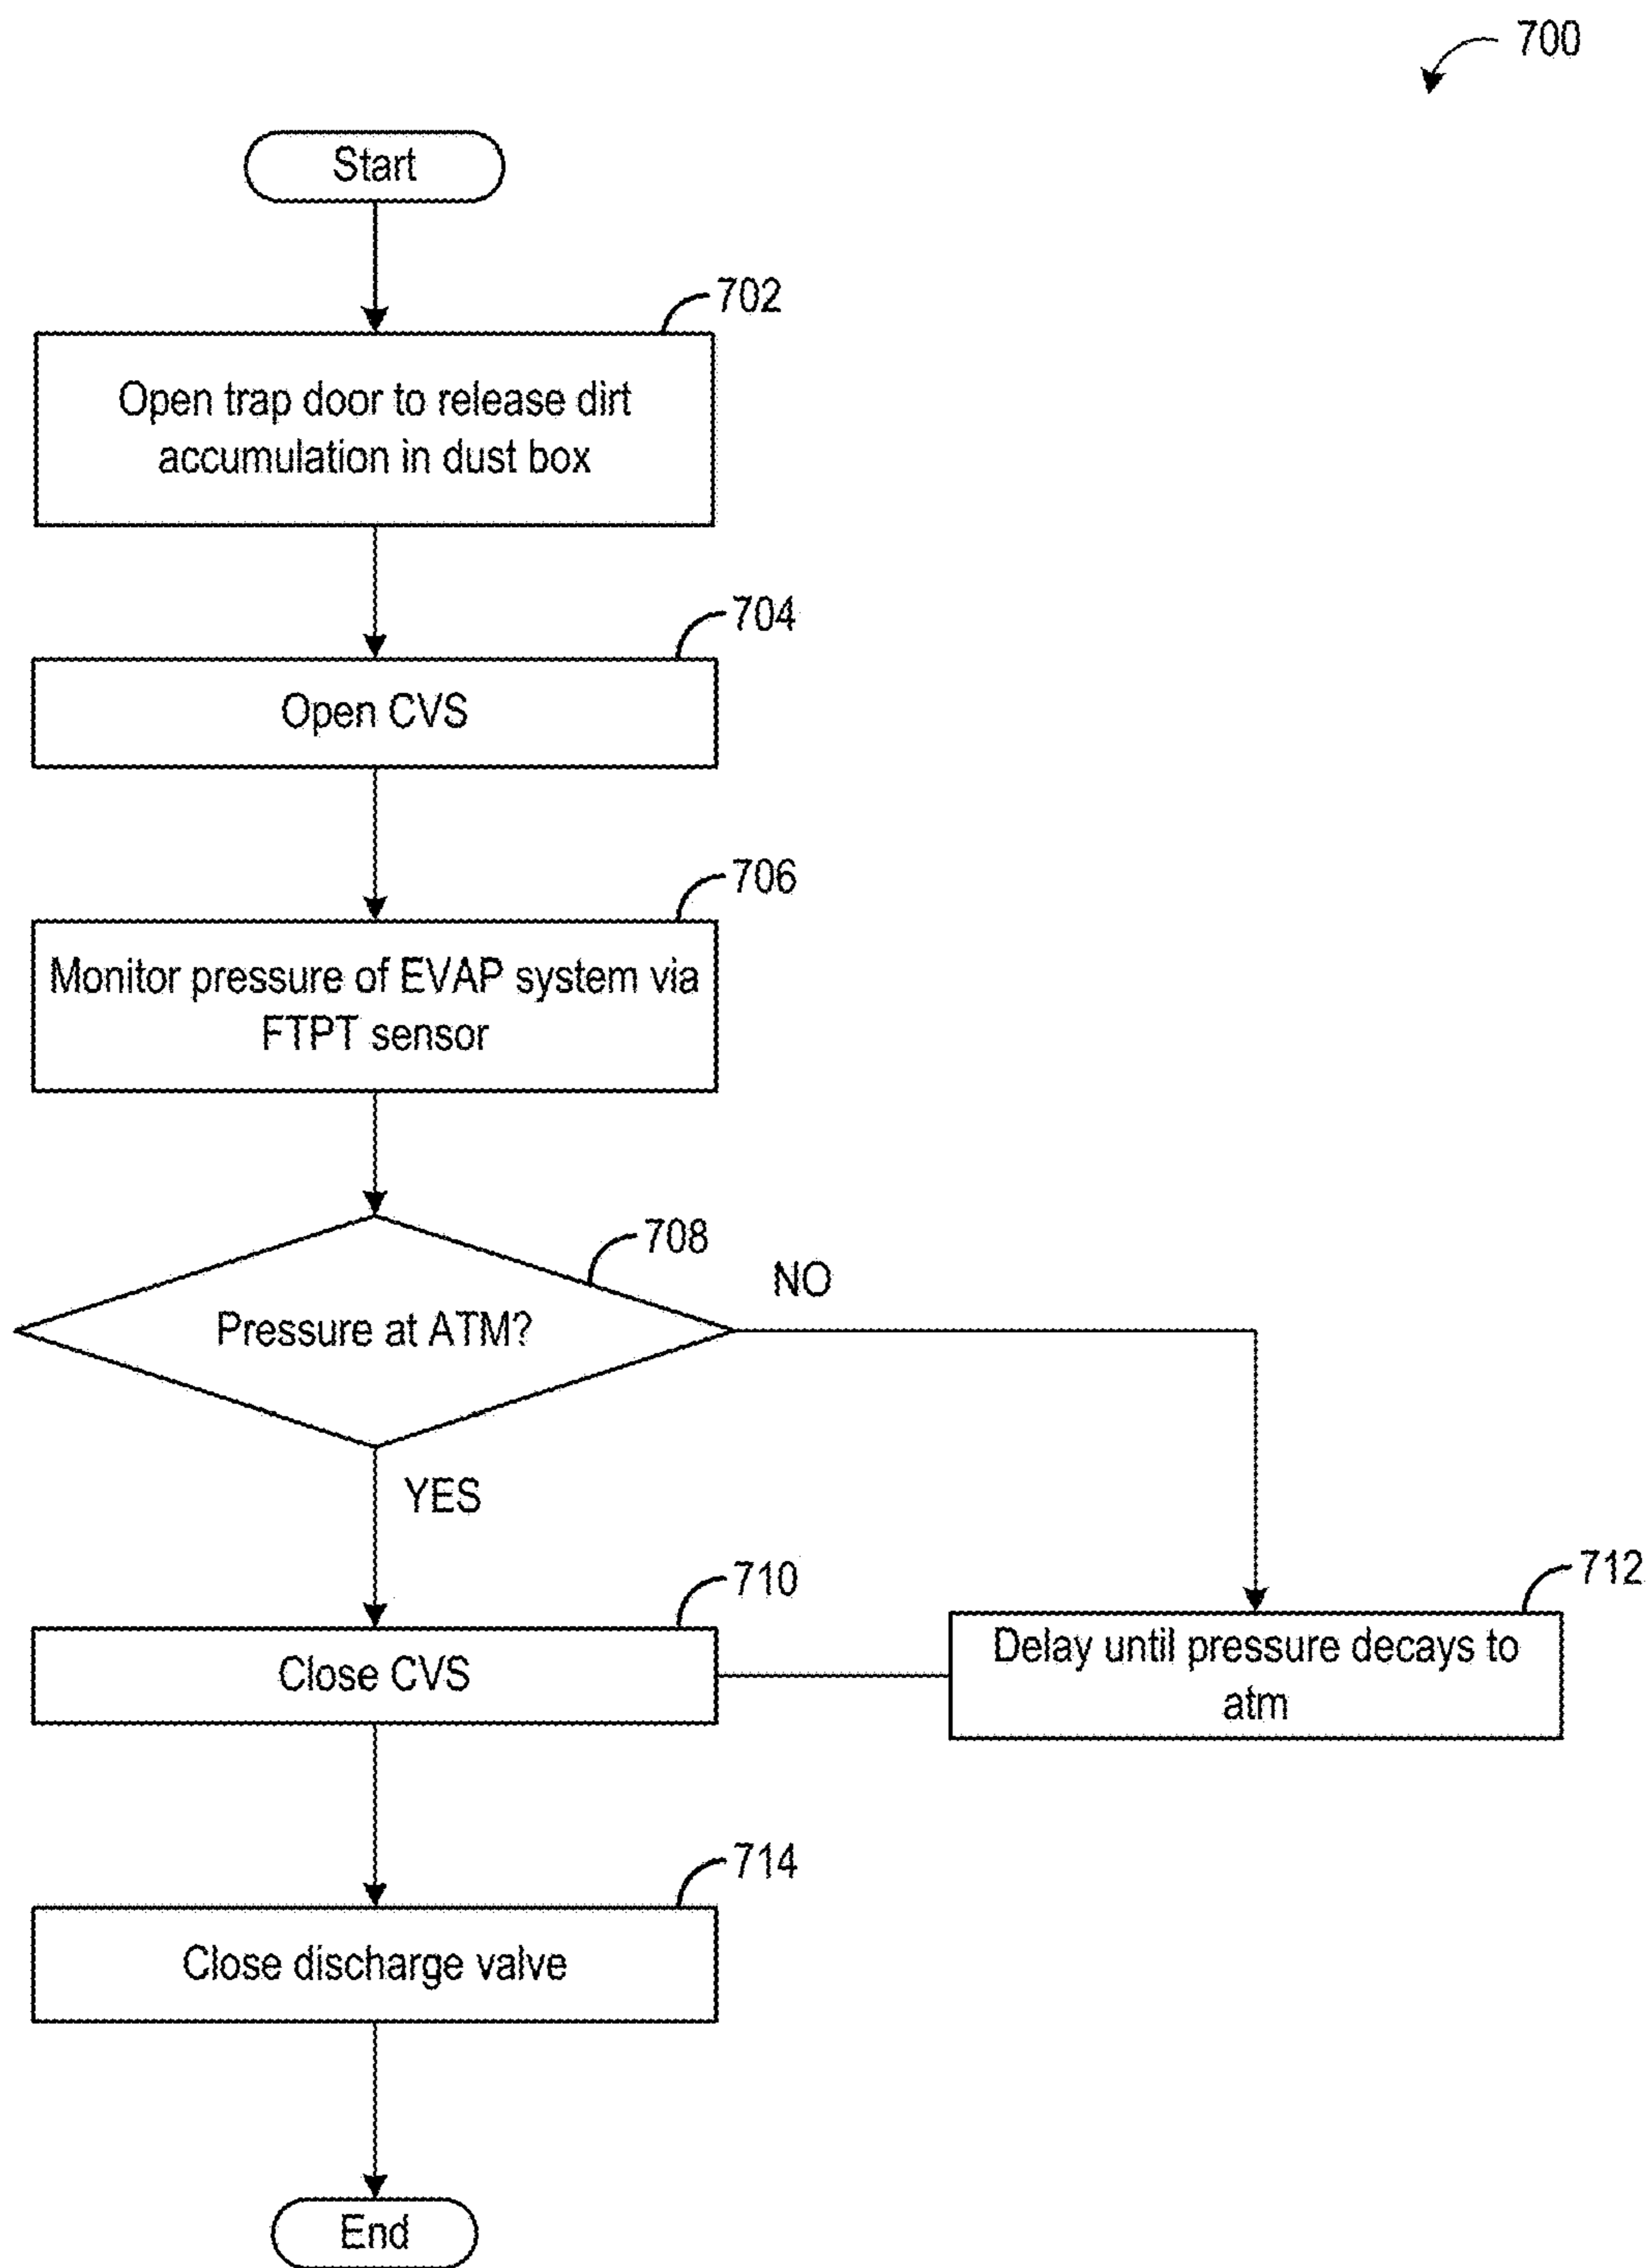 700
Start
702
Open trap door to release dirt
accumulation in dust box
704
Open CVS
706
Monitor pressure of EVAP system via
FTPT sensor
708
Pressure at ATM?
NO
YES
710
Close CVS
712
Delay until pressure decays to
atm
714
Close discharge valve
End